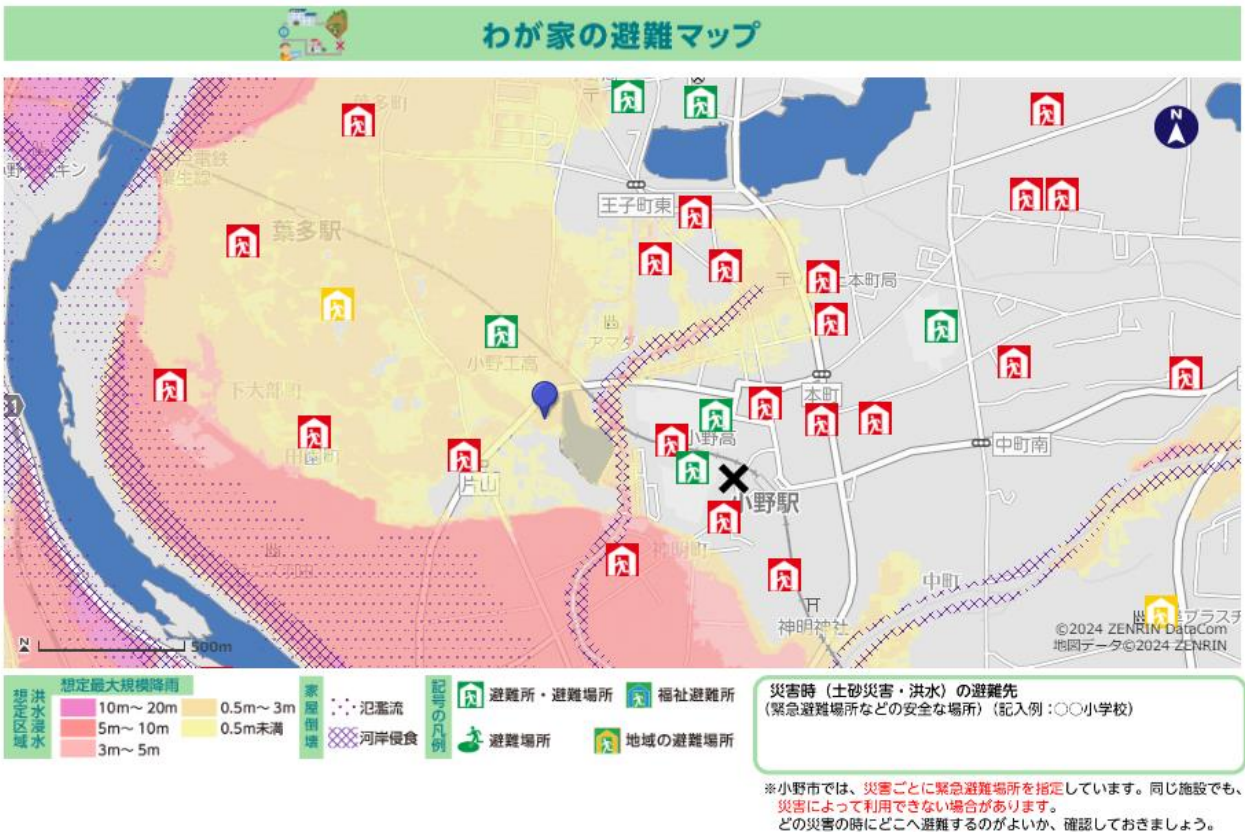 わが家の避難マップ
葉多町
王子町東
葉多駅
本町局
アマダ
小野工高
下大部町
本町
小野高
中町南
片山
小野駅
神明町
中町
神明神社
プラスチ
N
500m
©2024 ZENRIN DataCom
地図データ©2024 ZENRIN
洪水浸水想定区域
想定最大規模降雨
10m～20m
5m～10m
3m～5m
0.5m～3m
0.5m未満
家屋倒壊
氾濫流
河岸侵食
記号の凡例
避難所・避難場所
福祉避難所
避難場所
地域の避難場所
災害時（土砂災害・洪水）の避難先
（緊急避難場所などの安全な場所）（記入例：○○小学校）
※小野市では、災害ごとに緊急避難場所を指定しています。同じ施設でも、
災害によって利用できない場合があります。
どの災害の時にどこへ避難するのがよいか、確認しておきましょう。